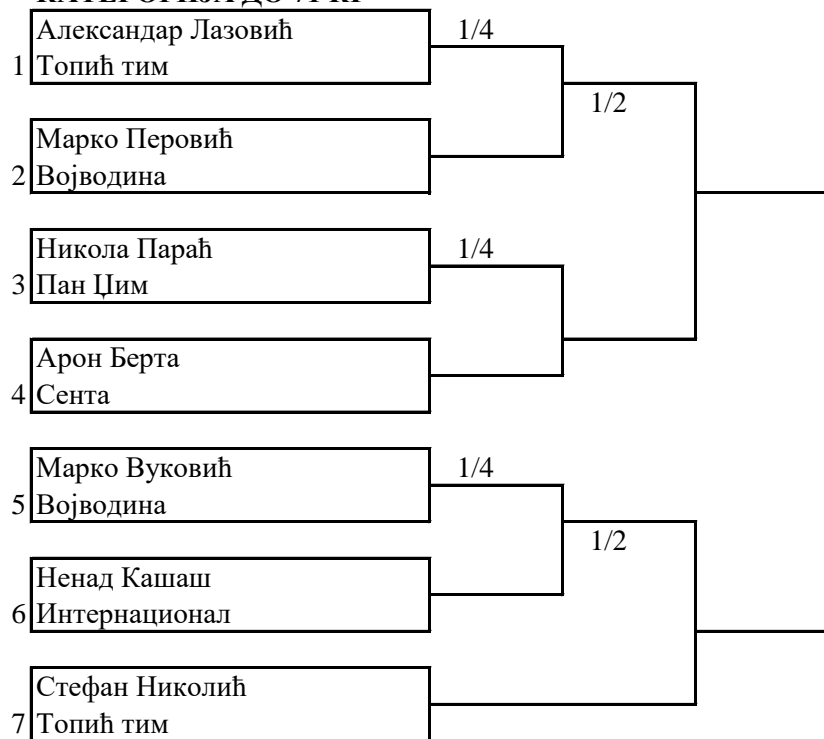 Александар Лазовић 1/4
1 Топић тим
1/2
Марко Перовић
2 Војводина
Никола Параћ 1/4
3 Пан Џим
Арон Берта
4 Сента
Марко Вуковић 1/4
5 Војводина
1/2
Ненад Кашаш
6 Интернационал
Стефан Николић
7 Топић тим